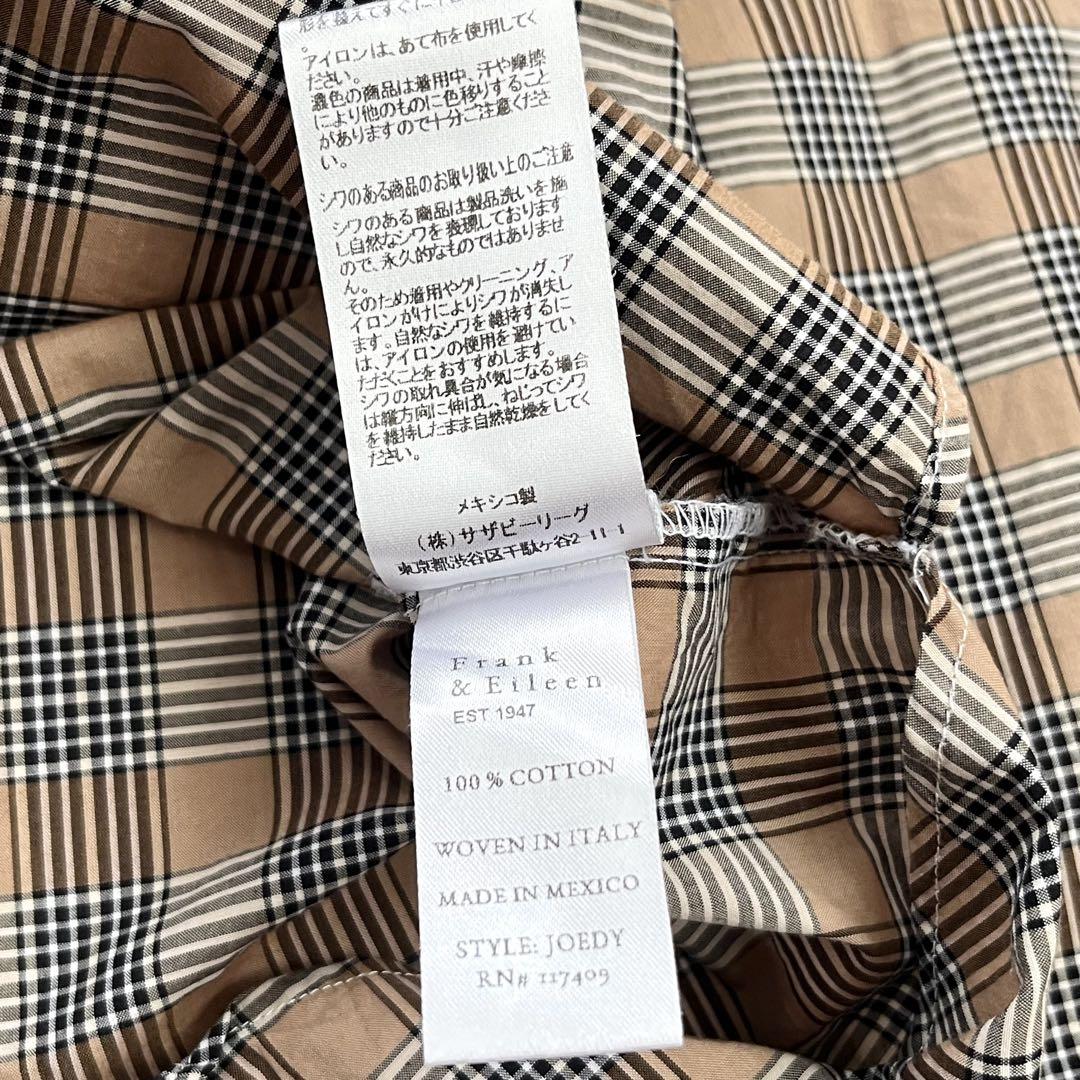 形を整えてすぐに
。アイロンは、あて布を使用してく
ださい。
濃色の商品は着用中、汗や摩擦
により他のものに色移りすること
がありますので十分ご注意くださ
い。
シワのある商品のお取り扱い上のご注意
シワのある商品は製品洗いを施
し自然なシワを表現しております
ので、永久的なものではありませ
ん。
そのため着用やクリーニング、ア
イロンがけによりシワが消失し
ます。自然なシワを維持するに
は、アイロンの使用を避けてい
ただくことをおすすめします。
シワの取れ具合が気になる場合
は縦方向に伸ばし、ねじってシワ
を維持したまま自然乾燥をしてく
ださい。
メキシコ製
(株)サザビーリーグ
東京都渋谷区千駄ヶ谷2-11-1
Frank
& Eileen
EST 1947
100 % COTTON
WOVEN IN ITALY
MADE IN MEXICO
STYLE: JOEDY
RN# 117409